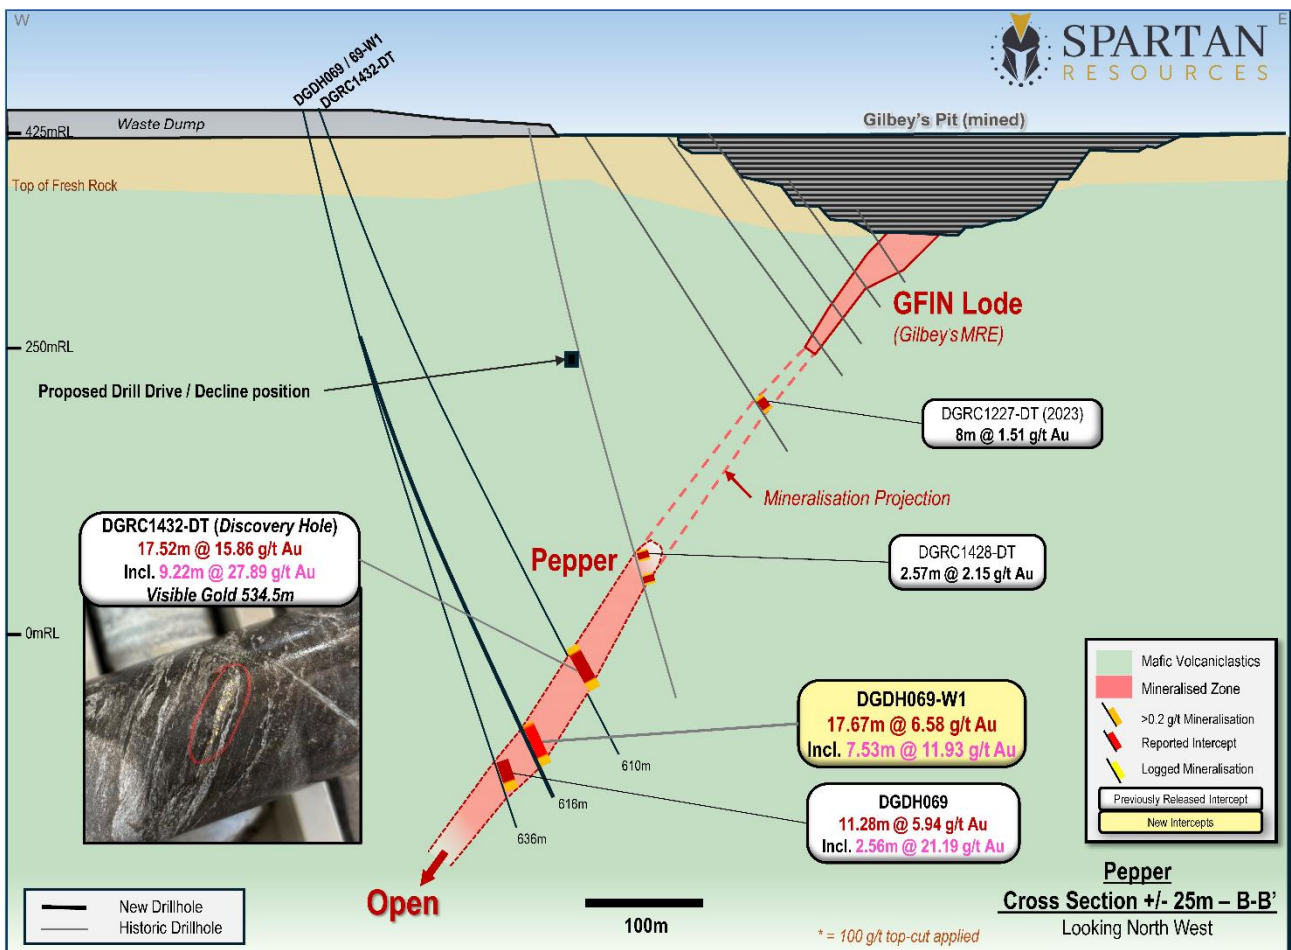 W
E
SPARTAN
RESOURCES
DGDH069 / 69-W1
DGRC1432-DT
Waste Dump
425mRL
Gilbey's Pit (mined)
Top of Fresh Rock
GFIN Lode
(Gilbey's MRE)
250mRL
Proposed Drill Drive / Decline position
DGRC1227-DT (2023)
8m @ 1.51 g/t Au
Mineralisation Projection
DGRC1432-DT (Discovery Hole)
17.52m @ 15.86 g/t Au
Incl. 9.22m @ 27.89 g/t Au
Visible Gold 534.5m
Pepper
DGRC1428-DT
2.57m @ 2.15 g/t Au
0mRL
Mafic Volcaniclastics
Mineralised Zone
>0.2 g/t Mineralisation
Reported Intercept
Logged Mineralisation
Previously Released Intercept
New Intercepts
DGDH069-W1
17.67m @ 6.58 g/t Au
Incl. 7.53m @ 11.93 g/t Au
610m
616m
636m
DGDH069
11.28m @ 5.94 g/t Au
Incl. 2.56m @ 21.19 g/t Au
Open
New Drillhole
Historic Drillhole
100m
Pepper
Cross Section +/- 25m – B-B'
Looking North West
* = 100 g/t top-cut applied